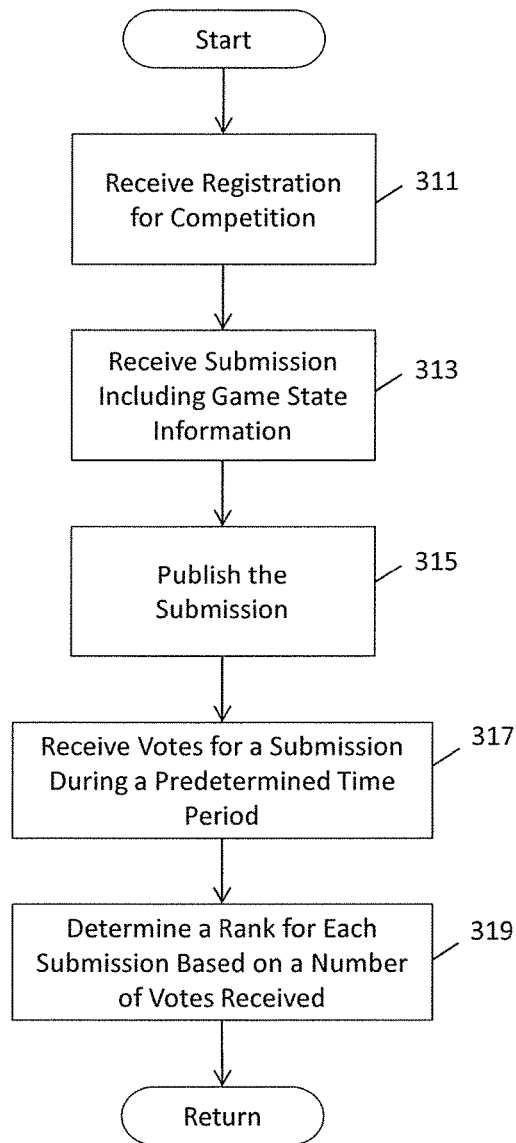 Start
Receive Registration
for Competition
311
Receive Submission
Including Game State
Information
313
Publish the
Submission
315
Receive Votes for a Submission
During a Predetermined Time
Period
317
Determine a Rank for Each
Submission Based on a Number
of Votes Received
319
Return